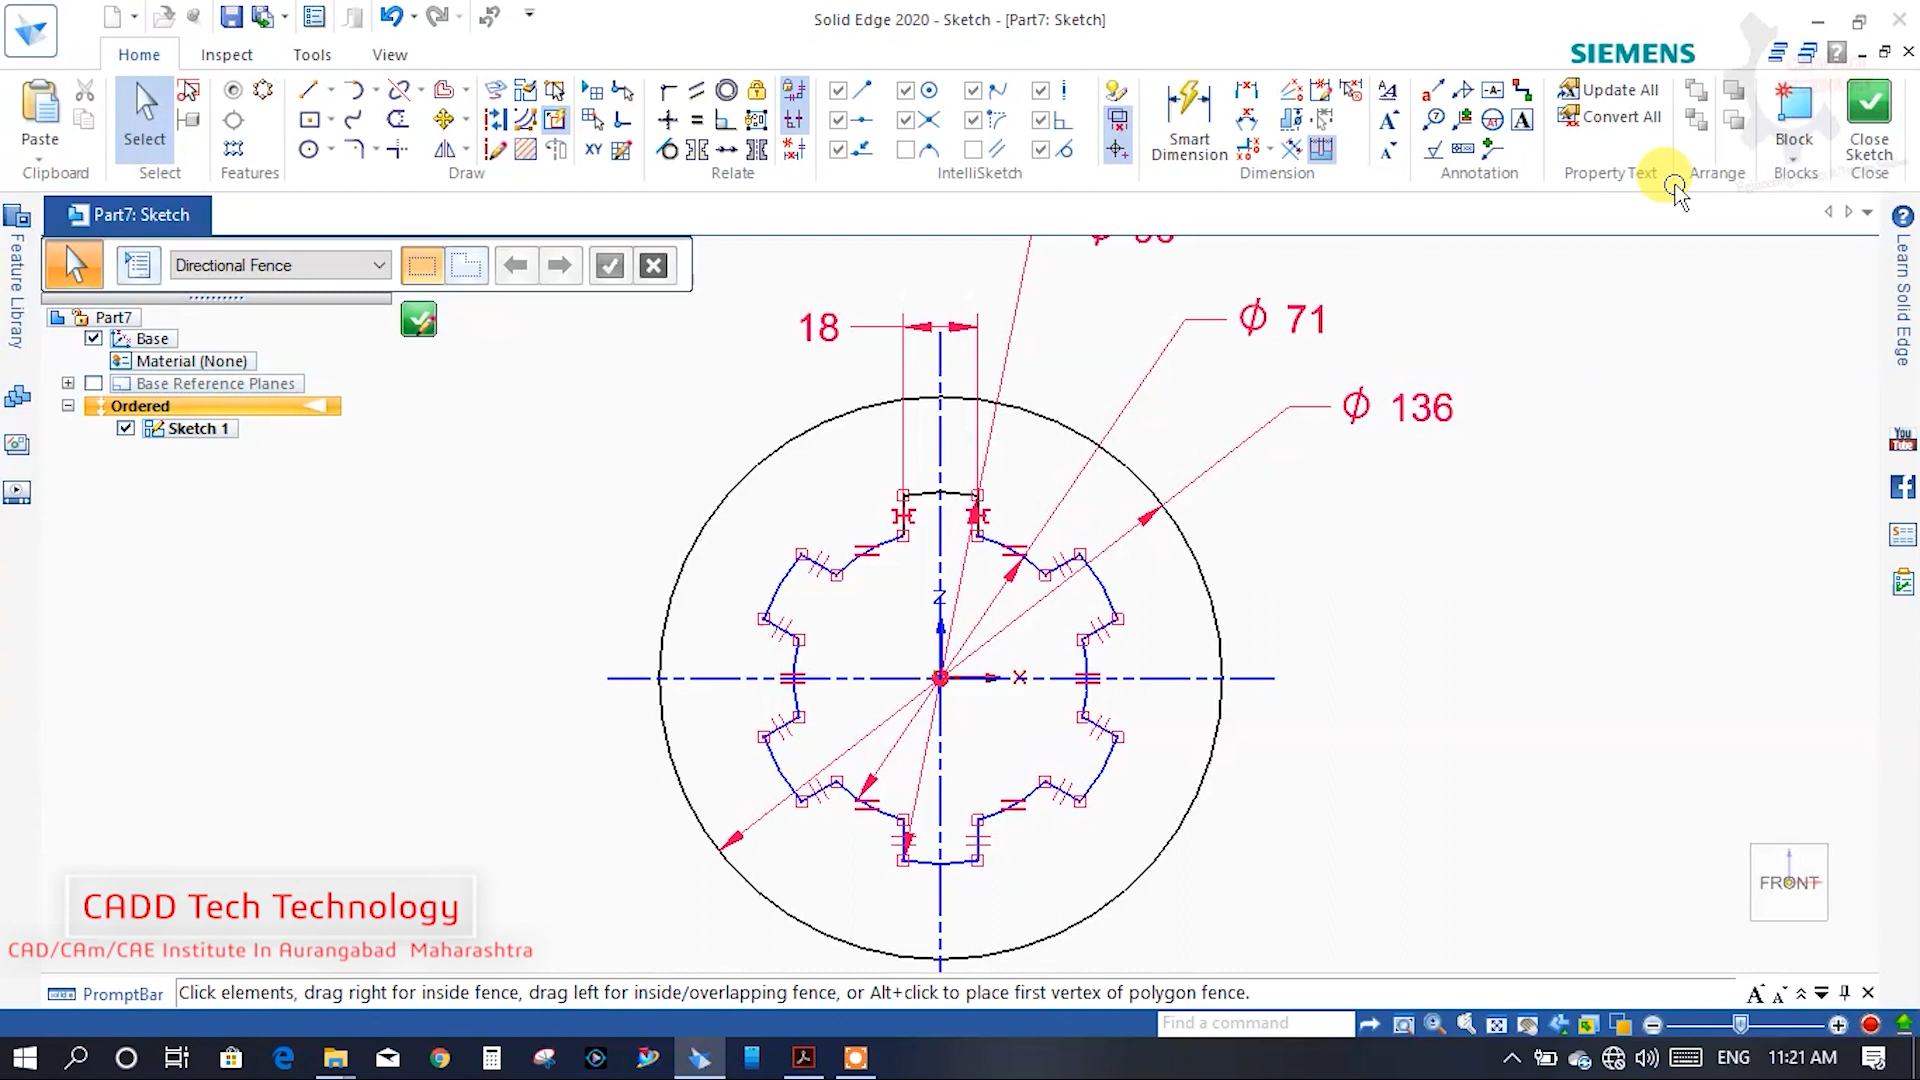 Solid Edge 2020 - Sketch - [Part7: Sketch]
Home Inspect Tools View
SIEMENS
Paste
Select
Smart Dimension
Update All
Convert All
Block
Close Sketch
Clipboard Select Features Draw Relate IntelliSketch Dimension Annotation Property Text Arrange Blocks Close
Part7: Sketch
Feature Library
Learn Solid Edge
Directional Fence
Part7
Base
Material (None)
Base Reference Planes
Ordered
Sketch 1
18
Φ 71
Φ 136
Z
X
FRONT
You Tube
CADD Tech Technology
CAD/CAm/CAE Institute In Aurangabad Maharashtra
PromptBar
Click elements, drag right for inside fence, drag left for inside/overlapping fence, or Alt+click to place first vertex of polygon fence.
Find a command
ENG 11:21 AM